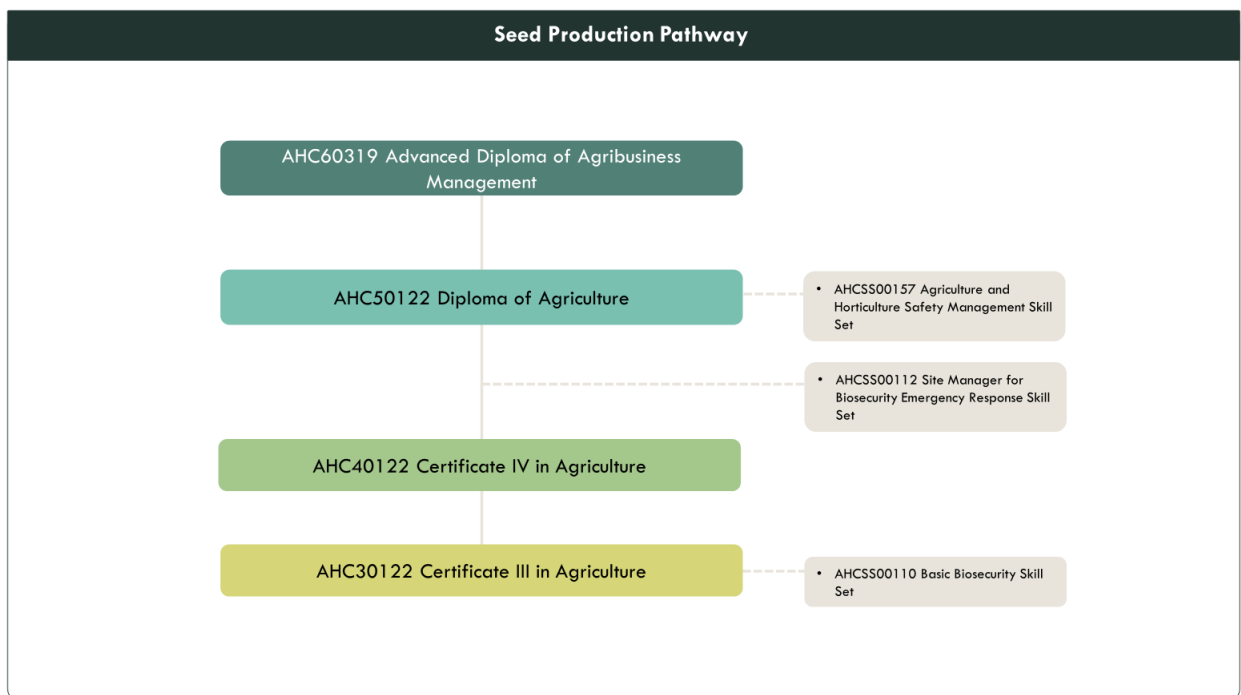 Seed Production Pathway
AHC60319 Advanced Diploma of Agribusiness
Management
AHC50122 Diploma of Agriculture
• AHCSS00157 Agriculture and
Horticulture Safety Management Skill
Set
• AHCSS00112 Site Manager for
Biosecurity Emergency Response Skill
Set
AHC40122 Certificate IV in Agriculture
AHC30122 Certificate III in Agriculture
• AHCSS00110 Basic Biosecurity Skill
Set